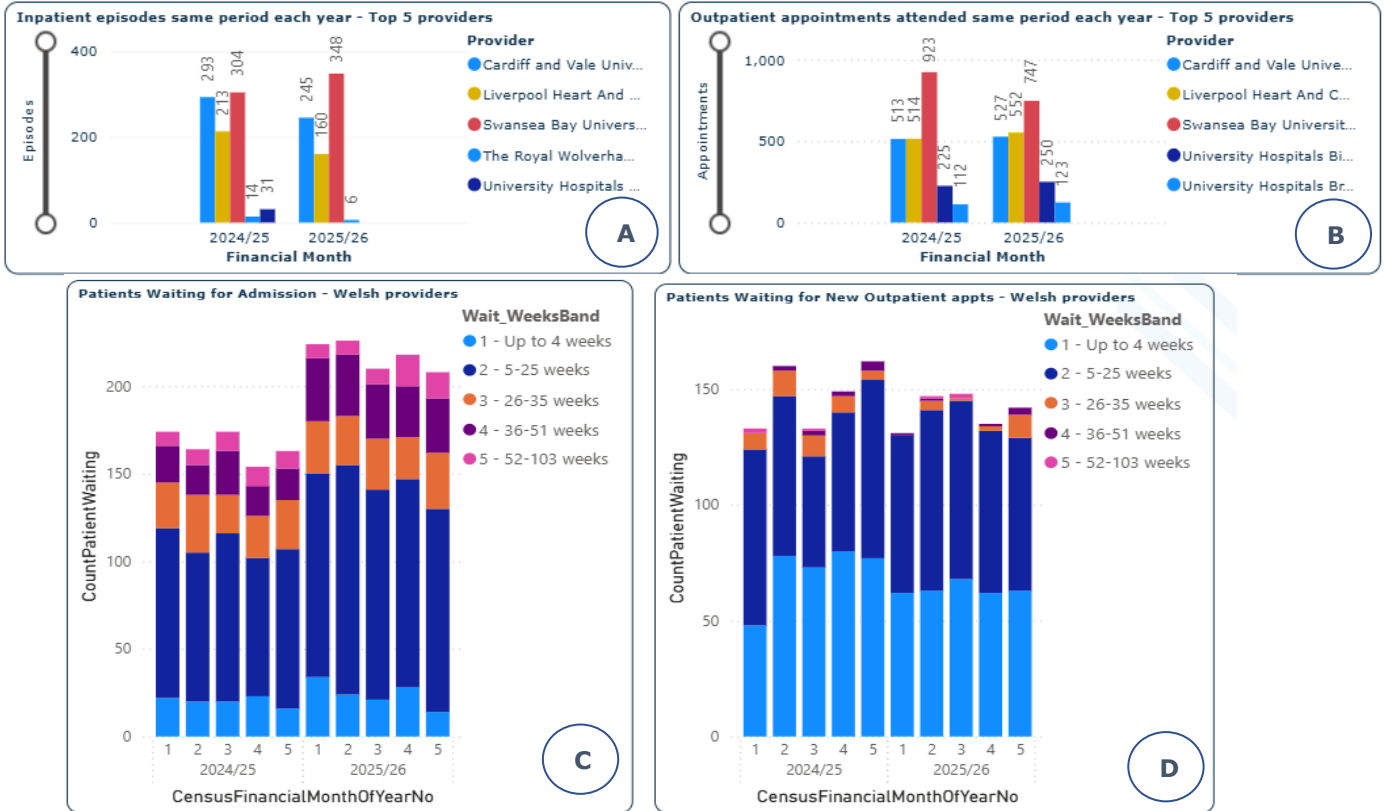 Inpatient episodes same period each year - Top 5 providers
Episodes
400
200
0
293
213
304
14
31
245
160
348
6
2024/25
2025/26
Financial Month
Provider
Cardiff and Vale Univ...
Liverpool Heart And ...
Swansea Bay Univers...
The Royal Wolverha...
University Hospitals ...
A
Outpatient appointments attended same period each year - Top 5 providers
Appointments
1,000
500
0
513
514
923
225
112
527
552
747
250
123
2024/25
2025/26
Financial Month
Provider
Cardiff and Vale Unive...
Liverpool Heart And C...
Swansea Bay Universit...
University Hospitals Bi...
University Hospitals Br...
B
Patients Waiting for Admission - Welsh providers
CountPatientWaiting
200
150
100
50
0
1 2 3 4 5 1 2 3 4 5
2024/25 2025/26
CensusFinancialMonthOfYearNo
Wait_WeeksBand
1 - Up to 4 weeks
2 - 5-25 weeks
3 - 26-35 weeks
4 - 36-51 weeks
5 - 52-103 weeks
C
Patients Waiting for New Outpatient appts - Welsh providers
CountPatientWaiting
150
100
50
0
1 2 3 4 5 1 2 3 4 5
2024/25 2025/26
CensusFinancialMonthOfYearNo
Wait_WeeksBand
1 - Up to 4 weeks
2 - 5-25 weeks
3 - 26-35 weeks
4 - 36-51 weeks
5 - 52-103 weeks
D